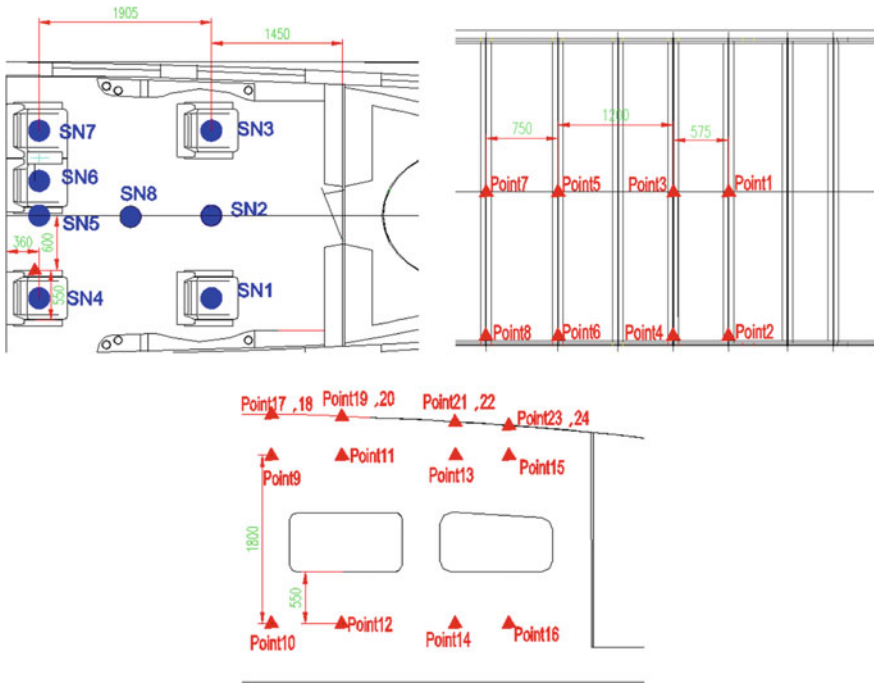 1905
1450
SN7
SN3
SN6
SN8
SN2
SN5
360
600
SN4
550
SN1
1200
750
575
Point7
Point5
Point3
Point1
Point8
Point6
Point4
Point2
Point17 ,18
Point19 ,20
Point21 ,22
Point23 ,24
Point9
Point11
Point13
Point15
1800
550
Point10
Point12
Point14
Point16